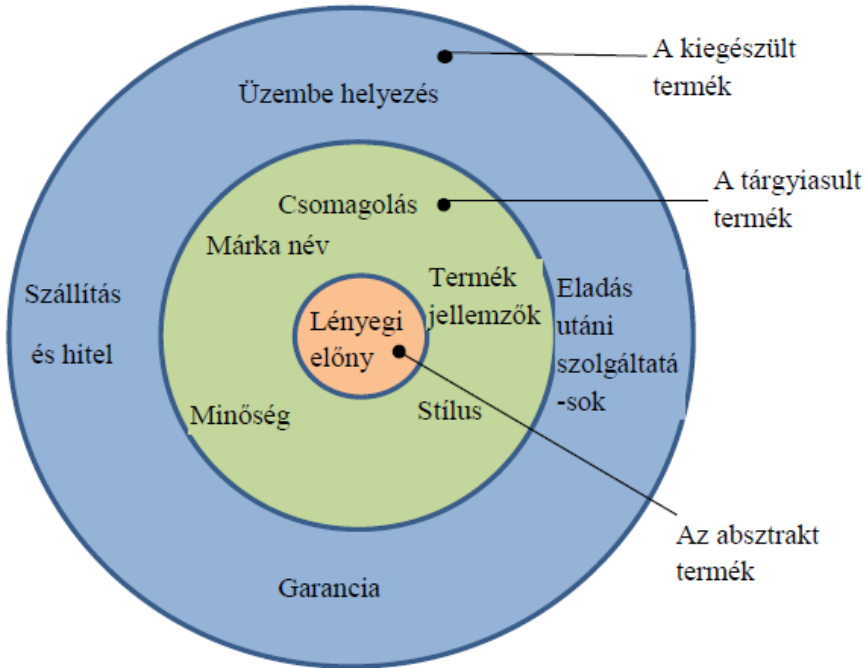 A kiegészült
termék
Üzembe helyezés
A tárgyiasult
termék
Csomagolás
Márka név
Termék
jellemzők
Eladás
utáni
szolgáltatá
-sok
Szállítás
és hitel
Lényegi
előny
Minőség
Stílus
Az absztrakt
termék
Garancia